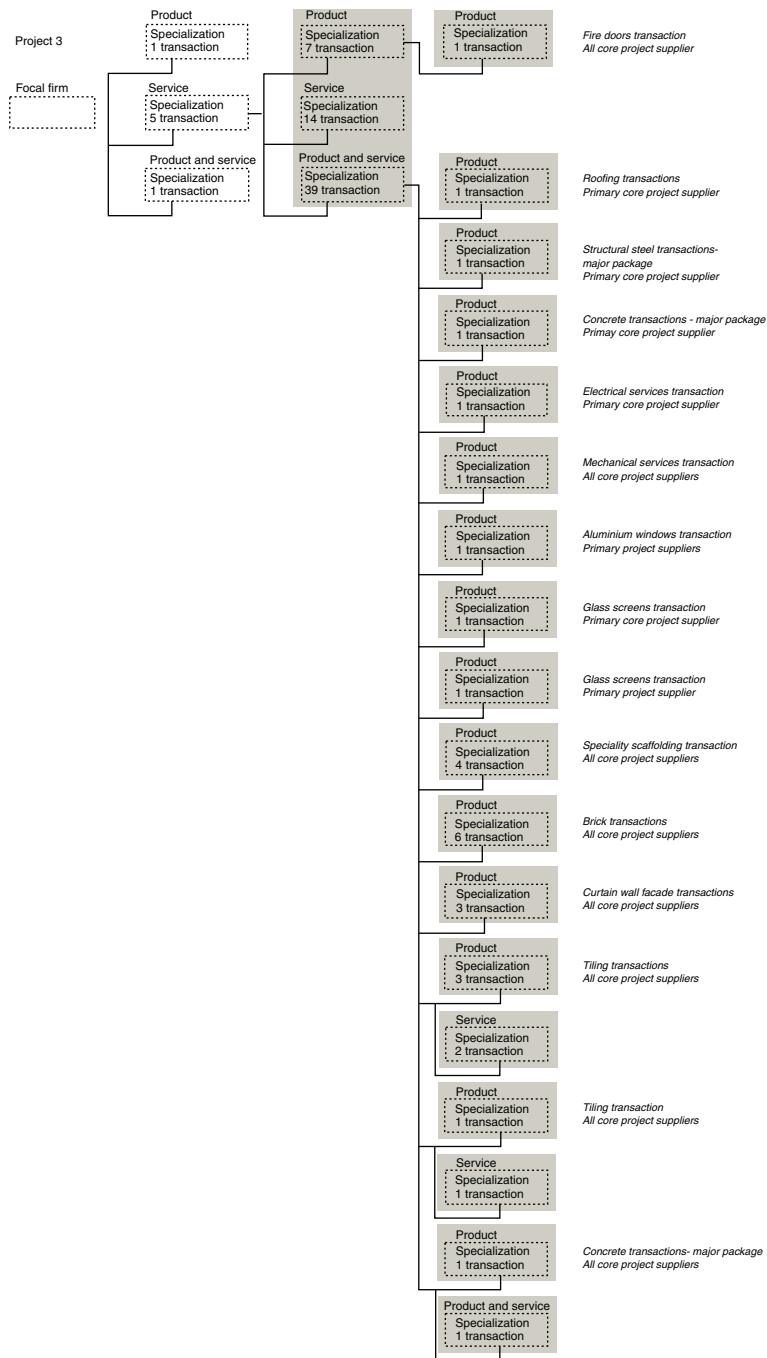 Project 3
Focal firm
Product
Specialization
1 transaction
Service
Specialization
5 transaction
Product and service
Specialization
1 transaction
Product
Specialization
7 transaction
Service
Specialization
14 transaction
Product and service
Specialization
39 transaction
Product
Specialization
1 transaction
Fire doors transaction
All core project supplier
Product
Specialization
1 transaction
Roofing transactions
Primary core project supplier
Product
Specialization
1 transaction
Structural steel transactions-
major package
Primary core project supplier
Product
Specialization
1 transaction
Concrete transactions - major package
Primay core project supplier
Product
Specialization
1 transaction
Electrical services transaction
Primary core project supplier
Product
Specialization
1 transaction
Mechanical services transaction
All core project suppliers
Product
Specialization
1 transaction
Aluminium windows transaction
Primary project suppliers
Product
Specialization
1 transaction
Glass screens transaction
Primary core project supplier
Product
Specialization
1 transaction
Glass screens transaction
Primary project supplier
Product
Specialization
4 transaction
Speciality scaffolding transaction
All core project suppliers
Product
Specialization
6 transaction
Brick transactions
All core project suppliers
Product
Specialization
3 transaction
Curtain wall facade transactions
All core project suppliers
Product
Specialization
3 transaction
Tiling transactions
All core project suppliers
Service
Specialization
2 transaction
Product
Specialization
1 transaction
Tiling transaction
All core project suppliers
Service
Specialization
1 transaction
Product
Specialization
1 transaction
Concrete transactions- major package
All core project suppliers
Product and service
Specialization
1 transaction